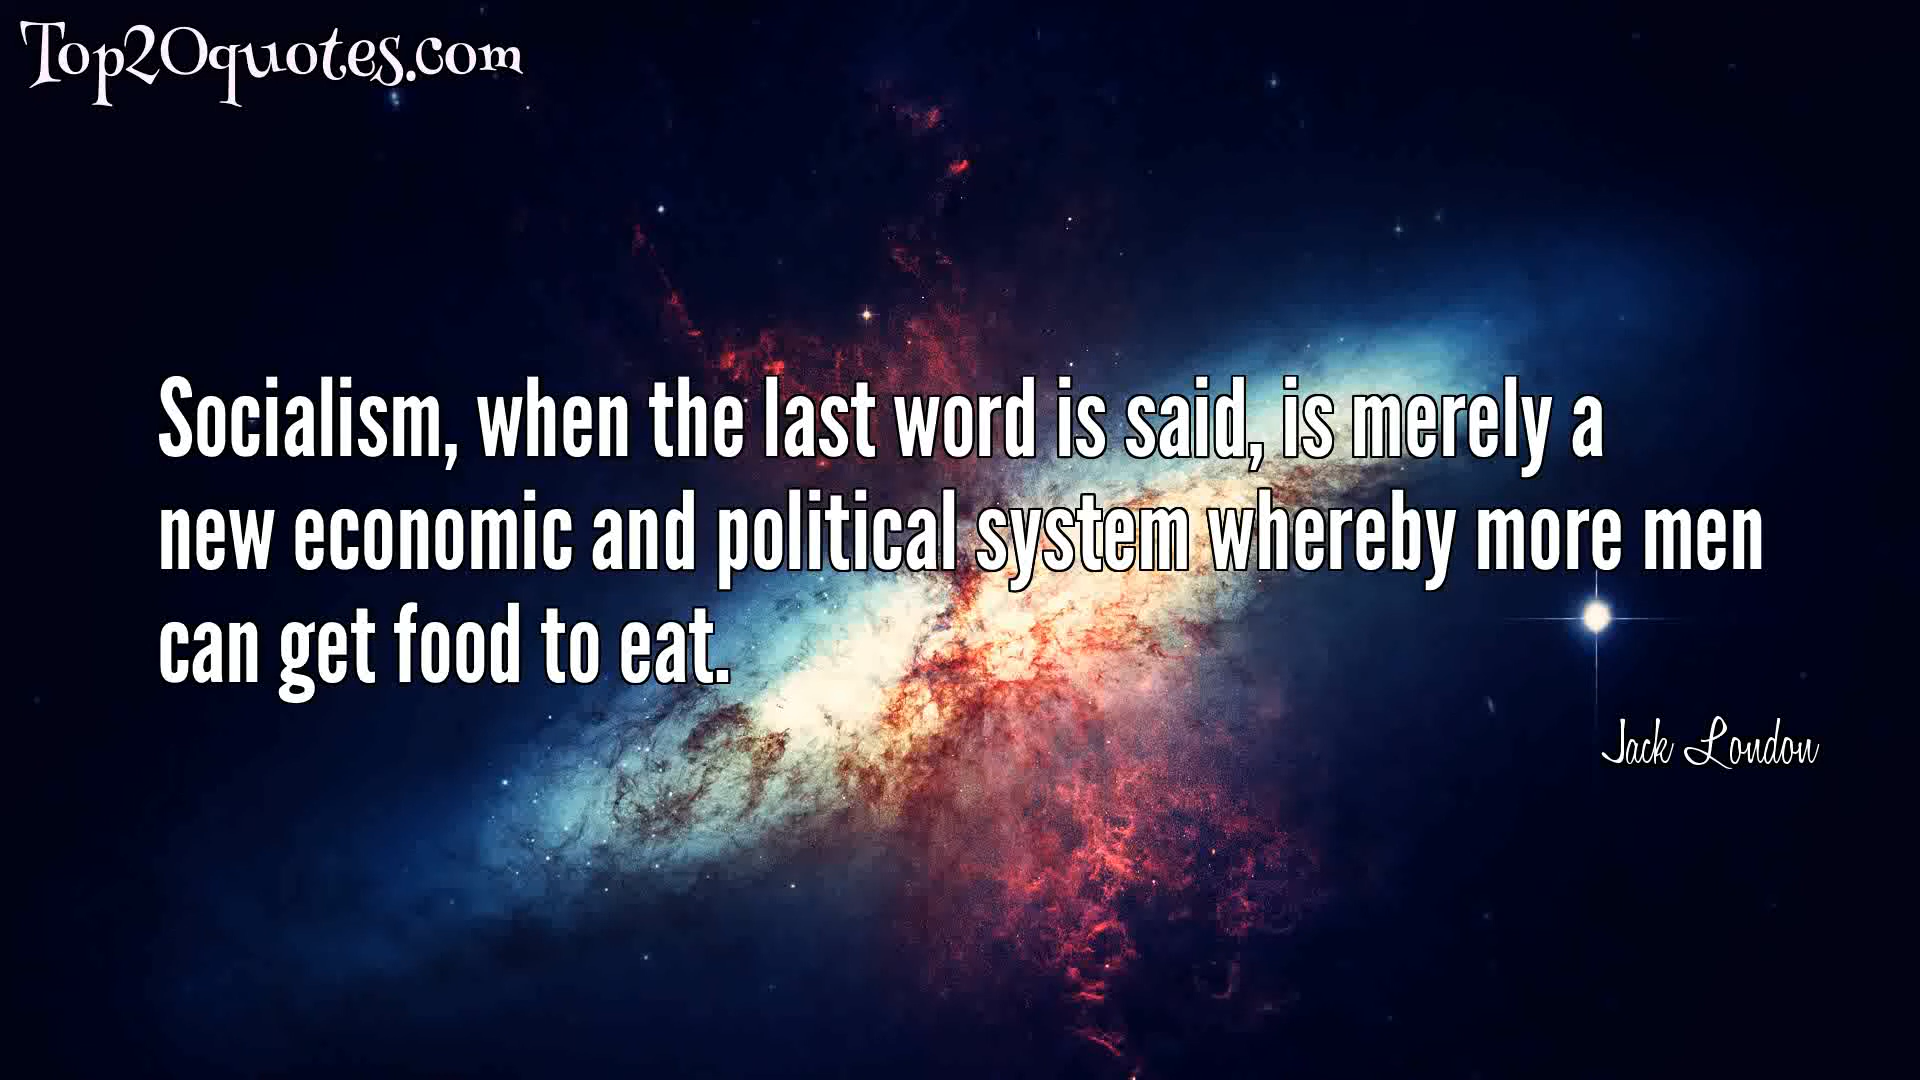 Top20quotes.com
Socialism, when the last word is said, is merely a
new economic and political system whereby more men
can get food to eat.
Jack London